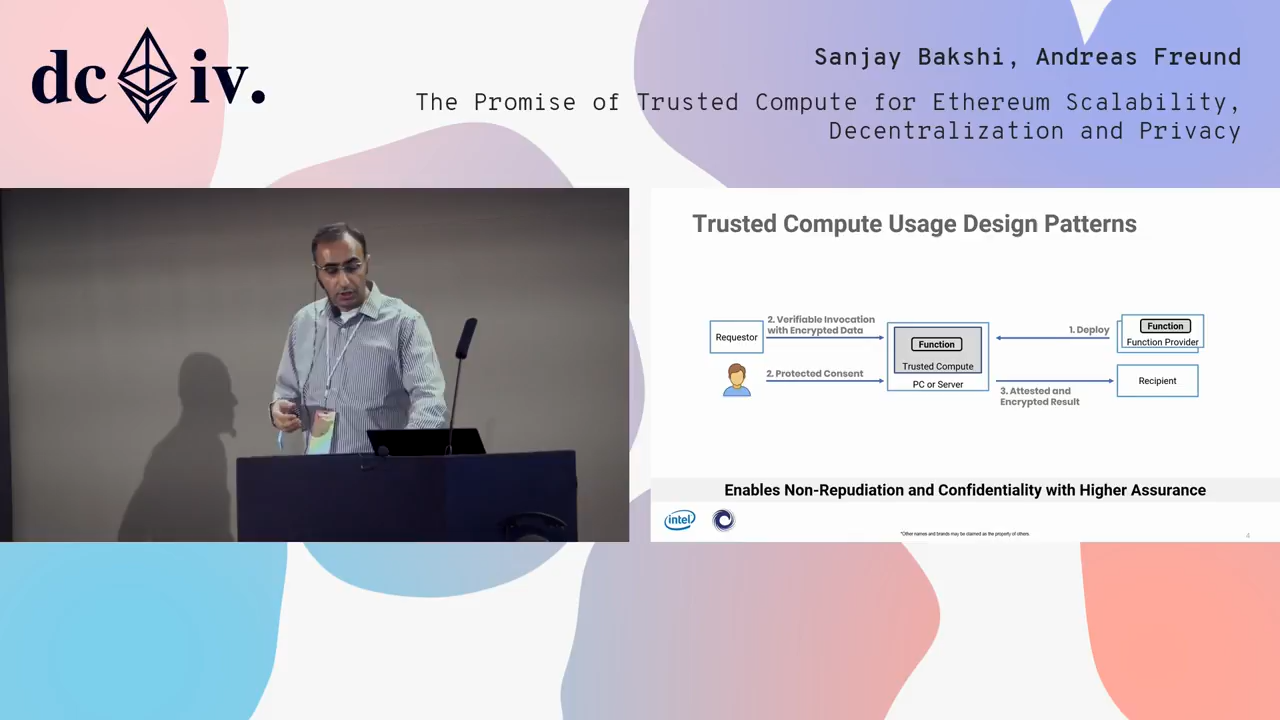 dc iv.
Sanjay Bakshi, Andreas Freund
The Promise of Trusted Compute for Ethereum Scalability,
Decentralization and Privacy
Trusted Compute Usage Design Patterns
Requestor
2. Verifiable Invocation
with Encrypted Data
2. Protected Consent
Function
Trusted Compute
PC or Server
1. Deploy
Function
Function Provider
3. Attested and
Encrypted Result
Recipient
Enables Non-Repudiation and Confidentiality with Higher Assurance
intel
*Other names and brands may be claimed as the property of others.
4